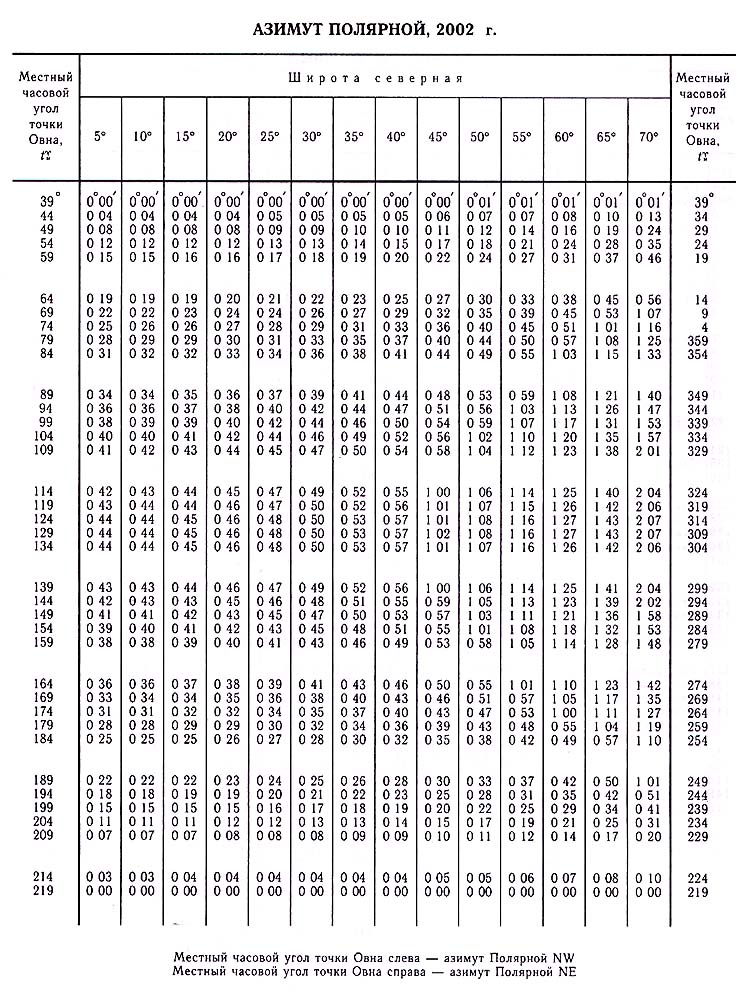 АЗИМУТ ПОЛЯРНОЙ, 2002 г.
Местный часовой угол точки Овна, t♈ Широта северная Местный часовой угол точки Овна, t♈
5° 10° 15° 20° 25° 30° 35° 40° 45° 50° 55° 60° 65° 70°
39° 0°00′ 0°00′ 0°00′ 0°00′ 0°00′ 0°00′ 0°00′ 0°00′ 0°00′ 0°01′ 0°01′ 0°01′ 0°01′ 0°01′ 39°
44 0 04 0 04 0 04 0 04 0 05 0 05 0 05 0 05 0 06 0 07 0 07 0 08 0 10 0 13 34
49 0 08 0 08 0 08 0 08 0 09 0 09 0 10 0 10 0 11 0 12 0 14 0 16 0 19 0 24 29
54 0 12 0 12 0 12 0 12 0 13 0 13 0 14 0 15 0 17 0 18 0 21 0 24 0 28 0 35 24
59 0 15 0 15 0 16 0 16 0 17 0 18 0 19 0 20 0 22 0 24 0 27 0 31 0 37 0 46 19
64 0 19 0 19 0 19 0 20 0 21 0 22 0 23 0 25 0 27 0 30 0 33 0 38 0 45 0 56 14
69 0 22 0 22 0 23 0 24 0 24 0 26 0 27 0 29 0 32 0 35 0 39 0 45 0 53 1 07 9
74 0 25 0 26 0 26 0 27 0 28 0 29 0 31 0 33 0 36 0 40 0 45 0 51 1 01 1 16 4
79 0 28 0 29 0 29 0 30 0 31 0 33 0 35 0 37 0 40 0 44 0 50 0 57 1 08 1 25 359
84 0 31 0 32 0 32 0 33 0 34 0 36 0 38 0 41 0 44 0 49 0 55 1 03 1 15 1 33 354
89 0 34 0 34 0 35 0 36 0 37 0 39 0 41 0 44 0 48 0 53 0 59 1 08 1 21 1 40 349
94 0 36 0 36 0 37 0 38 0 40 0 42 0 44 0 47 0 51 0 56 1 03 1 13 1 26 1 47 344
99 0 38 0 39 0 39 0 40 0 42 0 44 0 46 0 50 0 54 0 59 1 07 1 17 1 31 1 53 339
104 0 40 0 40 0 41 0 42 0 44 0 46 0 49 0 52 0 56 1 02 1 10 1 20 1 35 1 57 334
109 0 41 0 42 0 43 0 44 0 45 0 47 0 50 0 54 0 58 1 04 1 12 1 23 1 38 2 01 329
114 0 42 0 43 0 44 0 45 0 47 0 49 0 52 0 55 1 00 1 06 1 14 1 25 1 40 2 04 324
119 0 43 0 44 0 44 0 46 0 47 0 50 0 52 0 56 1 01 1 07 1 15 1 26 1 42 2 06 319
124 0 44 0 44 0 45 0 46 0 48 0 50 0 53 0 57 1 01 1 08 1 16 1 27 1 43 2 07 314
129 0 44 0 44 0 45 0 46 0 48 0 50 0 53 0 57 1 02 1 08 1 16 1 27 1 43 2 07 309
134 0 44 0 44 0 45 0 46 0 48 0 50 0 53 0 57 1 01 1 07 1 16 1 26 1 42 2 06 304
139 0 43 0 43 0 44 0 46 0 47 0 49 0 52 0 56 1 00 1 06 1 14 1 25 1 41 2 04 299
144 0 42 0 43 0 43 0 45 0 46 0 48 0 51 0 55 0 59 1 05 1 13 1 23 1 39 2 02 294
149 0 41 0 41 0 42 0 43 0 45 0 47 0 50 0 53 0 57 1 03 1 11 1 21 1 36 1 58 289
154 0 39 0 40 0 41 0 42 0 43 0 45 0 48 0 51 0 55 1 01 1 08 1 18 1 32 1 53 284
159 0 38 0 38 0 39 0 40 0 41 0 43 0 46 0 49 0 53 0 58 1 05 1 14 1 28 1 48 279
164 0 36 0 36 0 37 0 38 0 39 0 41 0 43 0 46 0 50 0 55 1 01 1 10 1 23 1 42 274
169 0 33 0 34 0 34 0 35 0 36 0 38 0 40 0 43 0 46 0 51 0 57 1 05 1 17 1 35 269
174 0 31 0 31 0 32 0 32 0 34 0 35 0 37 0 40 0 43 0 47 0 53 1 00 1 11 1 27 264
179 0 28 0 28 0 29 0 29 0 30 0 32 0 34 0 36 0 39 0 43 0 48 0 55 1 04 1 19 259
184 0 25 0 25 0 25 0 26 0 27 0 28 0 30 0 32 0 35 0 38 0 42 0 49 0 57 1 10 254
189 0 22 0 22 0 22 0 23 0 24 0 25 0 26 0 28 0 30 0 33 0 37 0 42 0 50 1 01 249
194 0 18 0 18 0 19 0 19 0 20 0 21 0 22 0 23 0 25 0 28 0 31 0 35 0 42 0 51 244
199 0 15 0 15 0 15 0 15 0 16 0 17 0 18 0 19 0 20 0 22 0 25 0 29 0 34 0 41 239
204 0 11 0 11 0 11 0 12 0 12 0 13 0 13 0 14 0 15 0 17 0 19 0 21 0 25 0 31 234
209 0 07 0 07 0 07 0 08 0 08 0 08 0 09 0 09 0 10 0 11 0 12 0 14 0 17 0 20 229
214 0 03 0 03 0 04 0 04 0 04 0 04 0 04 0 04 0 05 0 05 0 06 0 07 0 08 0 10 224
219 0 00 0 00 0 00 0 00 0 00 0 00 0 00 0 00 0 00 0 00 0 00 0 00 0 00 0 00 219
Местный часовой угол точки Овна слева — азимут Полярной NW
Местный часовой угол точки Овна справа — азимут Полярной NE